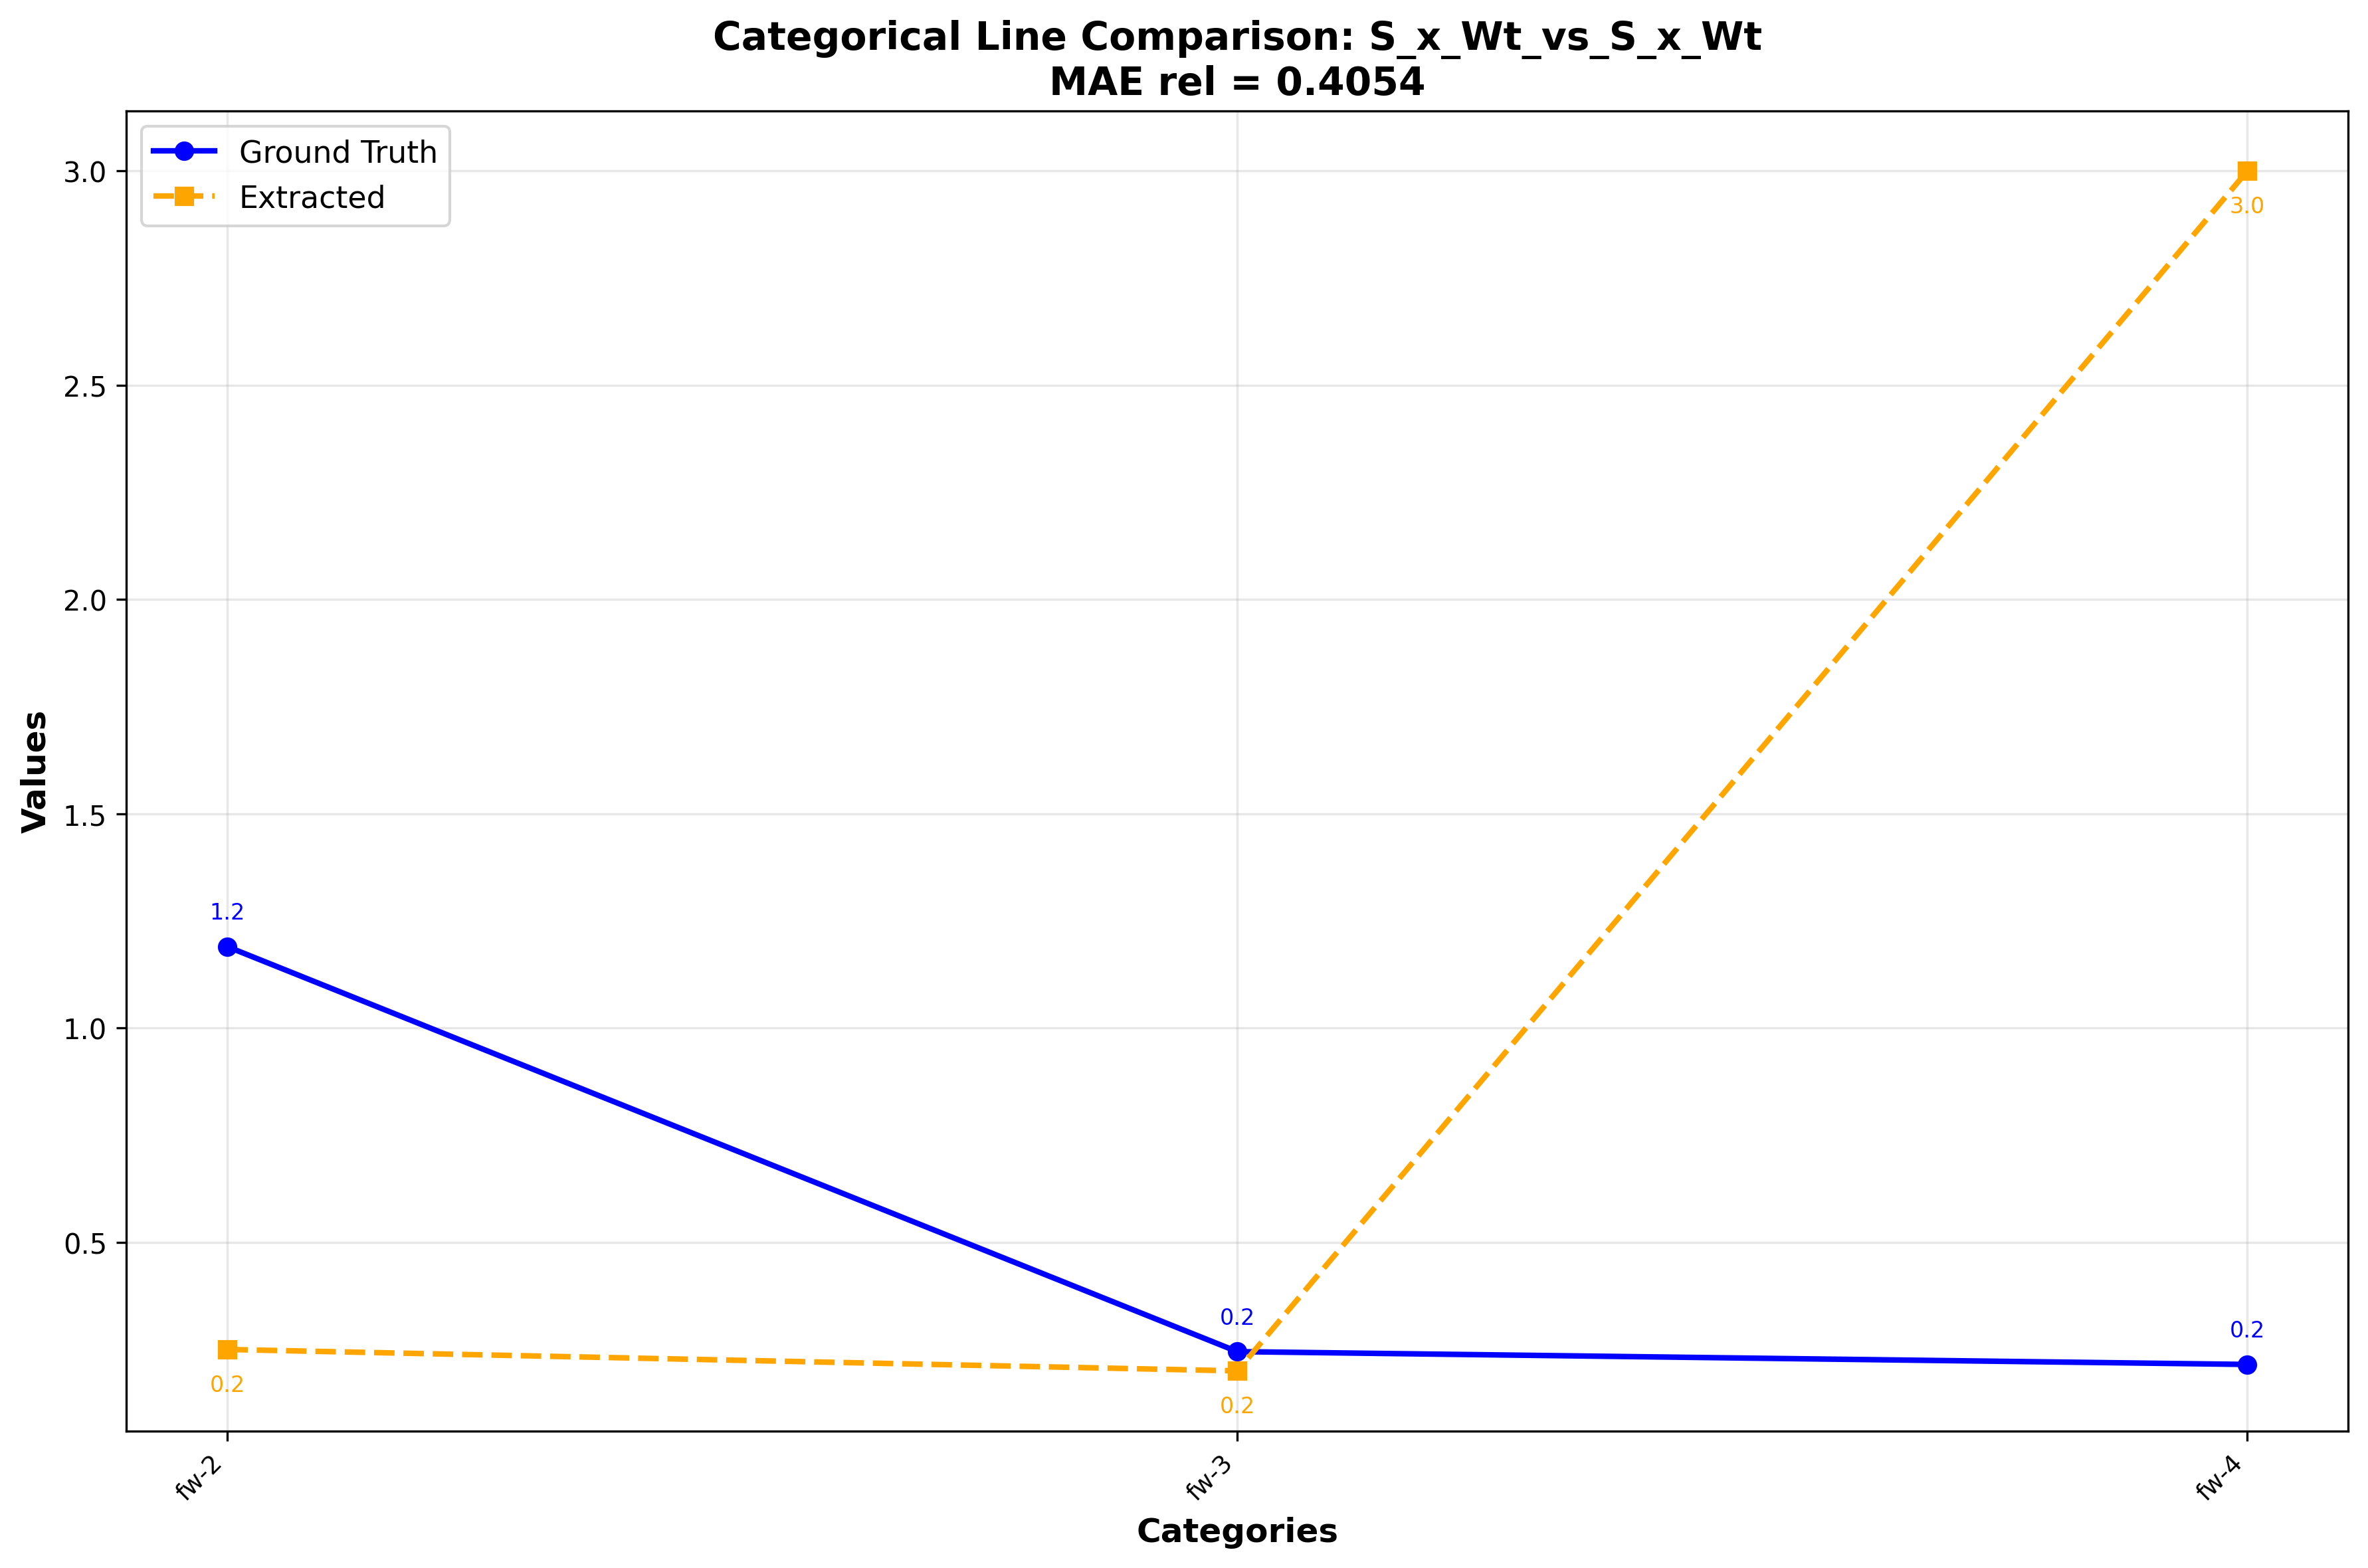 Categorical Line Comparison: S_x_Wt_vs_S_x_Wt
MAE rel = 0.4054
Ground Truth
Extracted
3.0
2.5
2.0
1.5
1.0
0.5
Values
1.2
0.2
0.2
0.2
0.2
3.0
fw-2
fw-3
fw-4
Categories